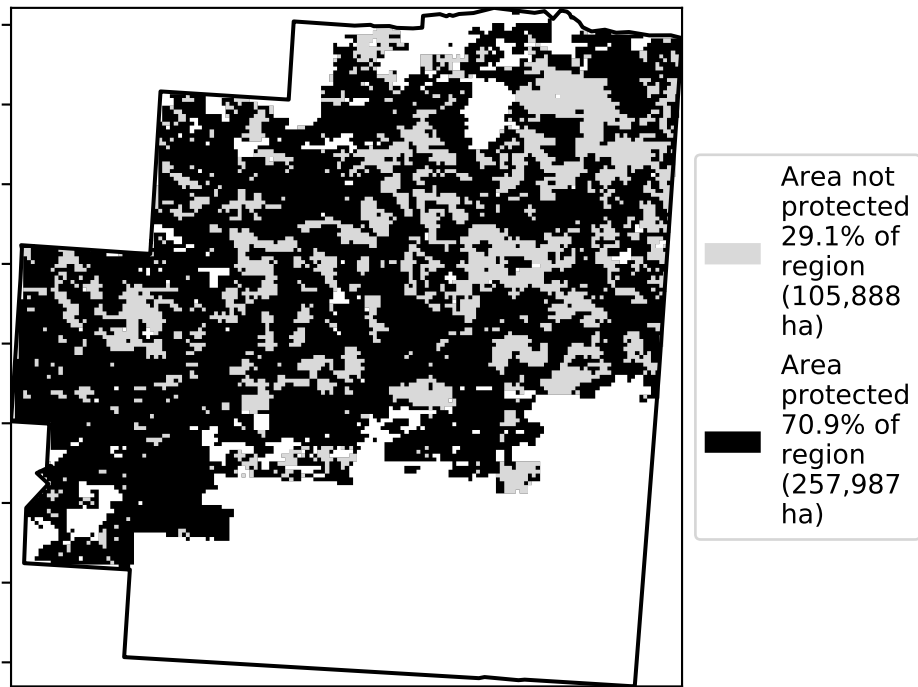 Area not
protected
29.1% of
region
(105,888
ha)
Area
protected
70.9% of
region
(257,987
ha)